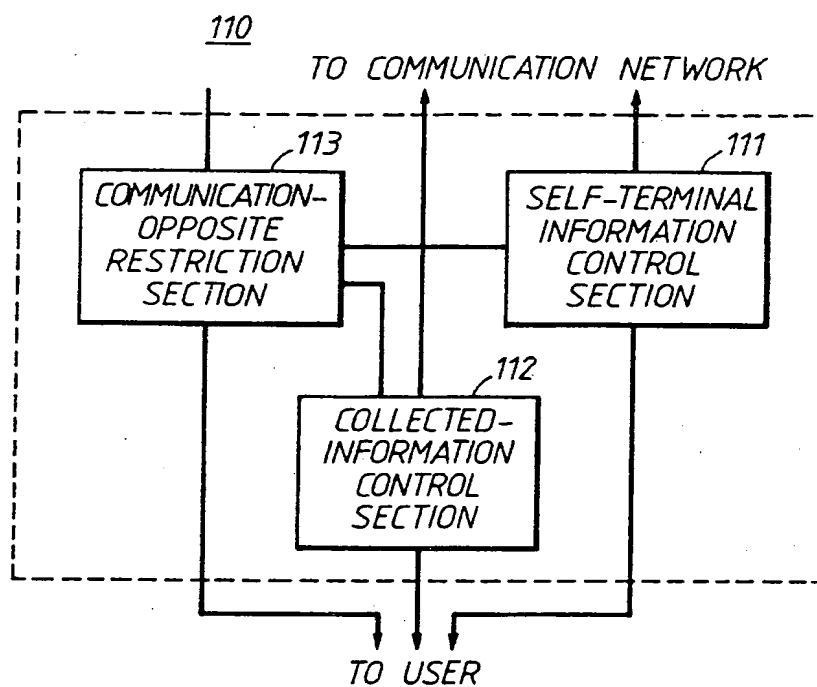 110
TO COMMUNICATION NETWORK
113
COMMUNICATION-
OPPOSITE
RESTRICTION
SECTION
111
SELF-TERMINAL
INFORMATION
CONTROL
SECTION
112
COLLECTED-
INFORMATION
CONTROL
SECTION
TO USER